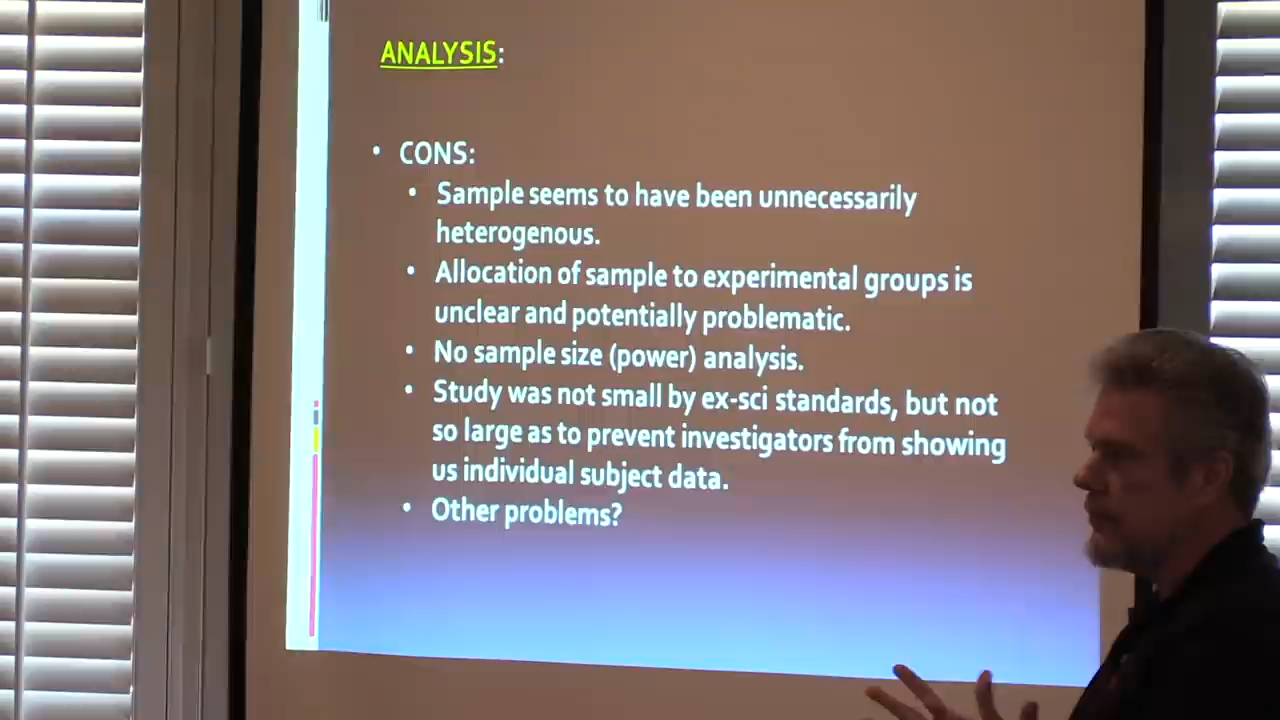 ANALYSIS:
• CONS:
• Sample seems to have been unnecessarily
heterogenous.
• Allocation of sample to experimental groups is
unclear and potentially problematic.
• No sample size (power) analysis.
• Study was not small by ex-sci standards, but not
so large as to prevent investigators from showing
us individual subject data.
• Other problems?